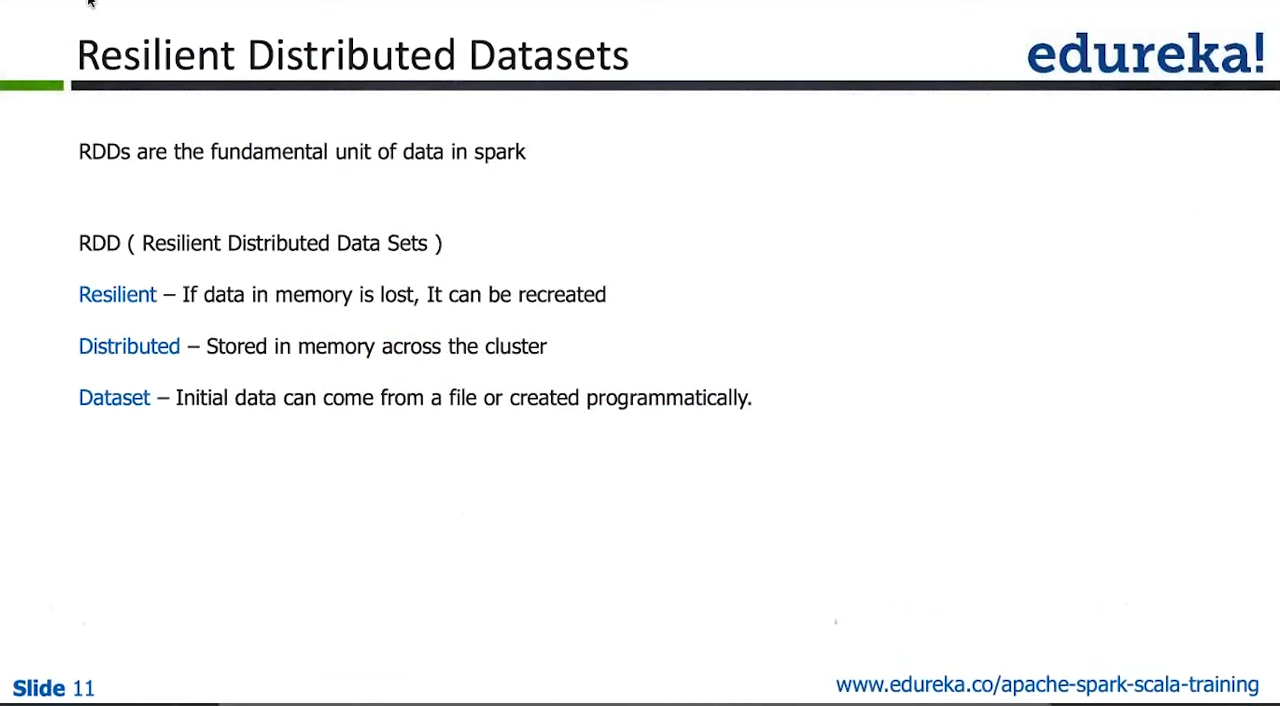 Resilient Distributed Datasets
edureka!
RDDs are the fundamental unit of data in spark
RDD ( Resilient Distributed Data Sets )
Resilient – If data in memory is lost, It can be recreated
Distributed – Stored in memory across the cluster
Dataset – Initial data can come from a file or created programmatically.
Slide 11
www.edureka.co/apache-spark-scala-training